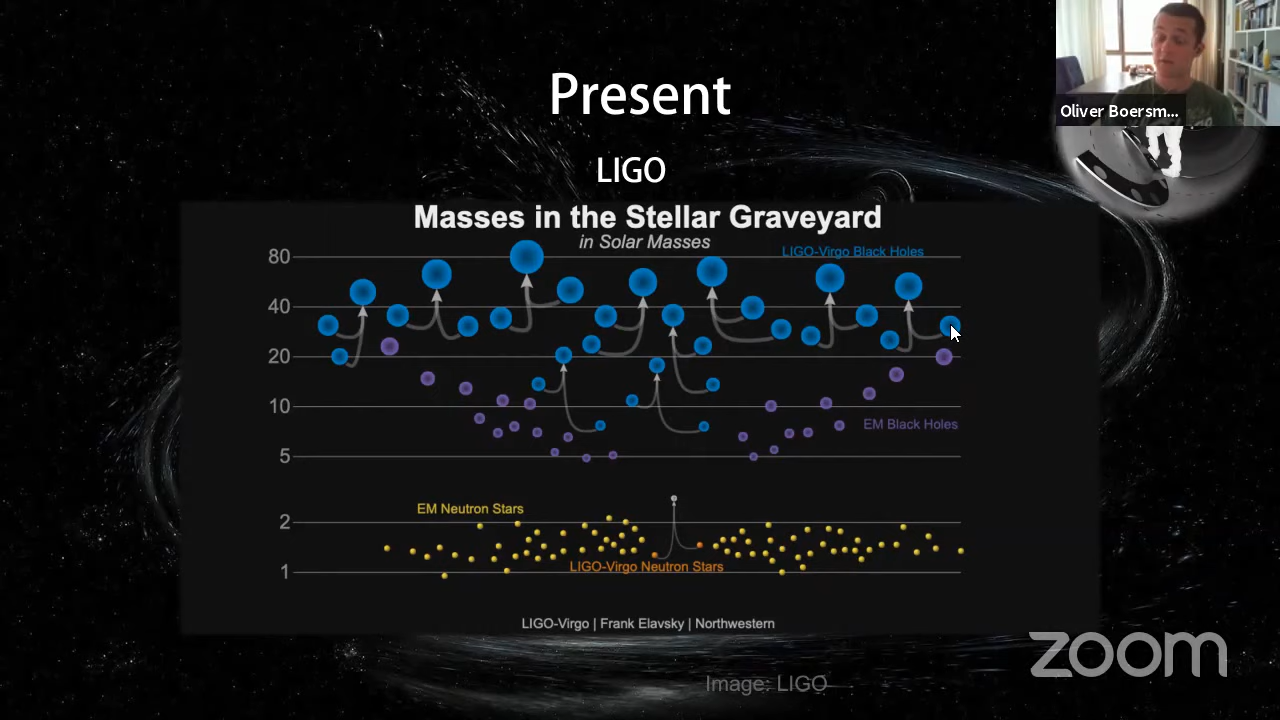 Present
Oliver Boersm...
LIGO
Masses in the Stellar Graveyard
in Solar Masses
LIGO-Virgo Black Holes
80
40
20
10
EM Black Holes
5
EM Neutron Stars
2
LIGO-Virgo Neutron Stars
1
LIGO-Virgo | Frank Elavsky | Northwestern
zoom
Image: LIGO